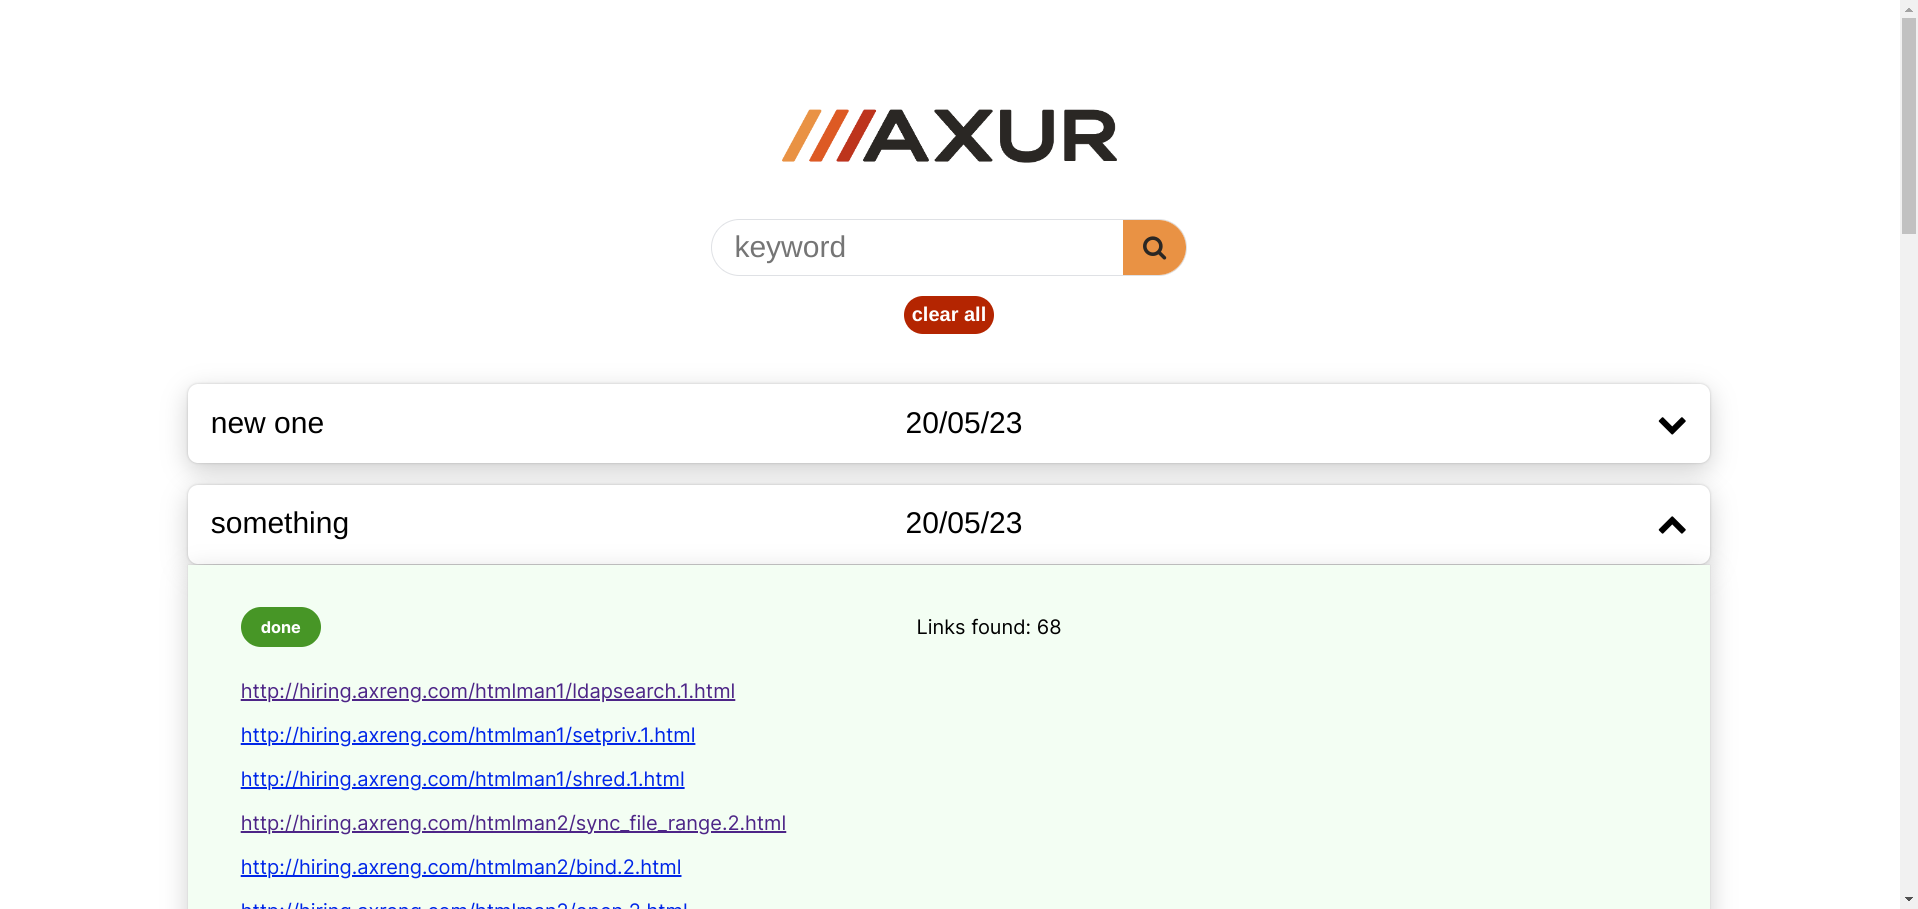 AXUR
keyword
clear all
new one 20/05/23
something 20/05/23
done Links found: 68
http://hiring.axreng.com/htmlman1/ldapsearch.1.html
http://hiring.axreng.com/htmlman1/setpriv.1.html
http://hiring.axreng.com/htmlman1/shred.1.html
http://hiring.axreng.com/htmlman2/sync_file_range.2.html
http://hiring.axreng.com/htmlman2/bind.2.html